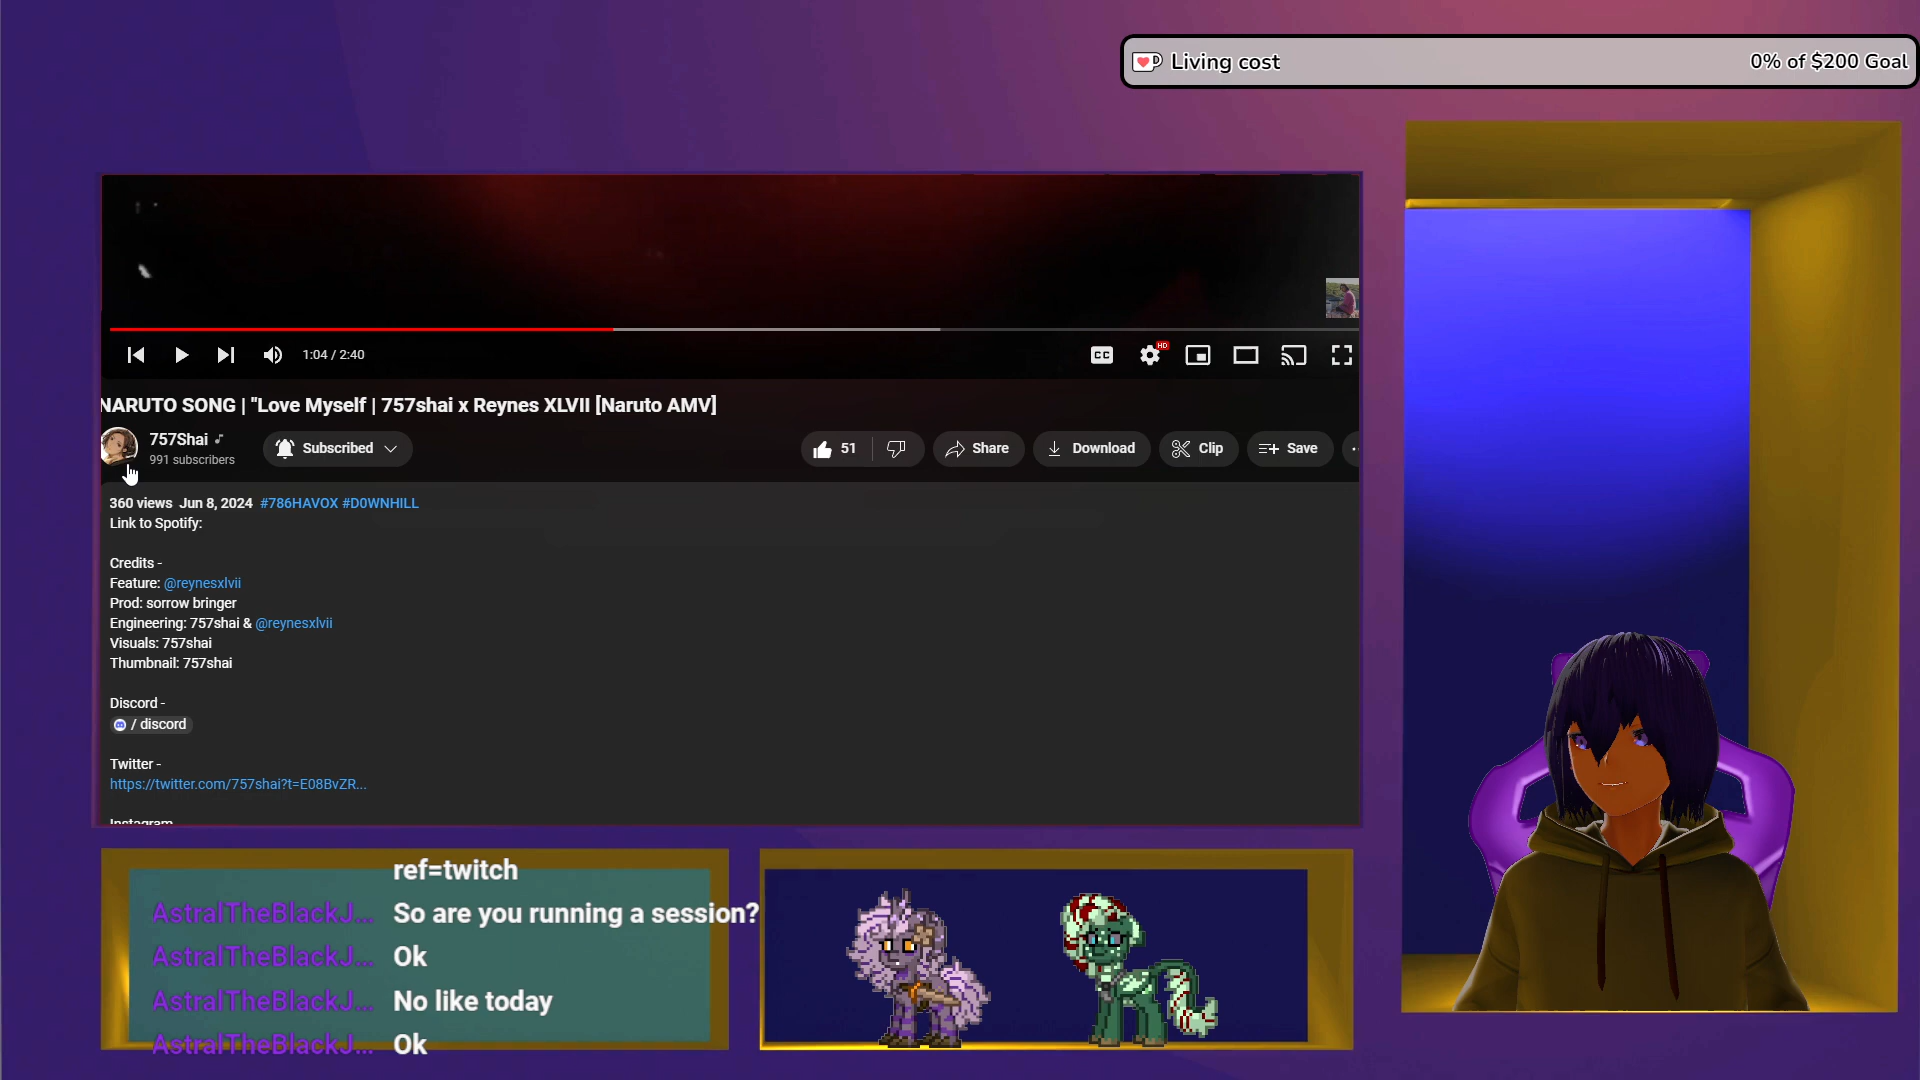 Living cost
0% of $200 Goal
HD
CC
1:04 / 2:40
NARUTO SONG | "Love Myself | 757shai x Reynes XLVII [Naruto AMV]
757Shai
991 subscribers
Subscribed
51
Share
Download
Clip
Save
360 views Jun 8, 2024 #786HAVOX #D0WNHILL
Link to Spotify:
Credits -
Feature: @reynesxlvii
Prod: sorrow bringer
Engineering: 757shai & @reynesxlvii
Visuals: 757shai
Thumbnail: 757shai
Discord -
/ discord
Twitter -
https://twitter.com/757shai?t=E08BvZR...
Instagram
ref=twitch
AstralTheBlackJ... So are you running a session?
AstralTheBlackJ... Ok
AstralTheBlackJ... No like today
AstralTheBlackJ... Ok